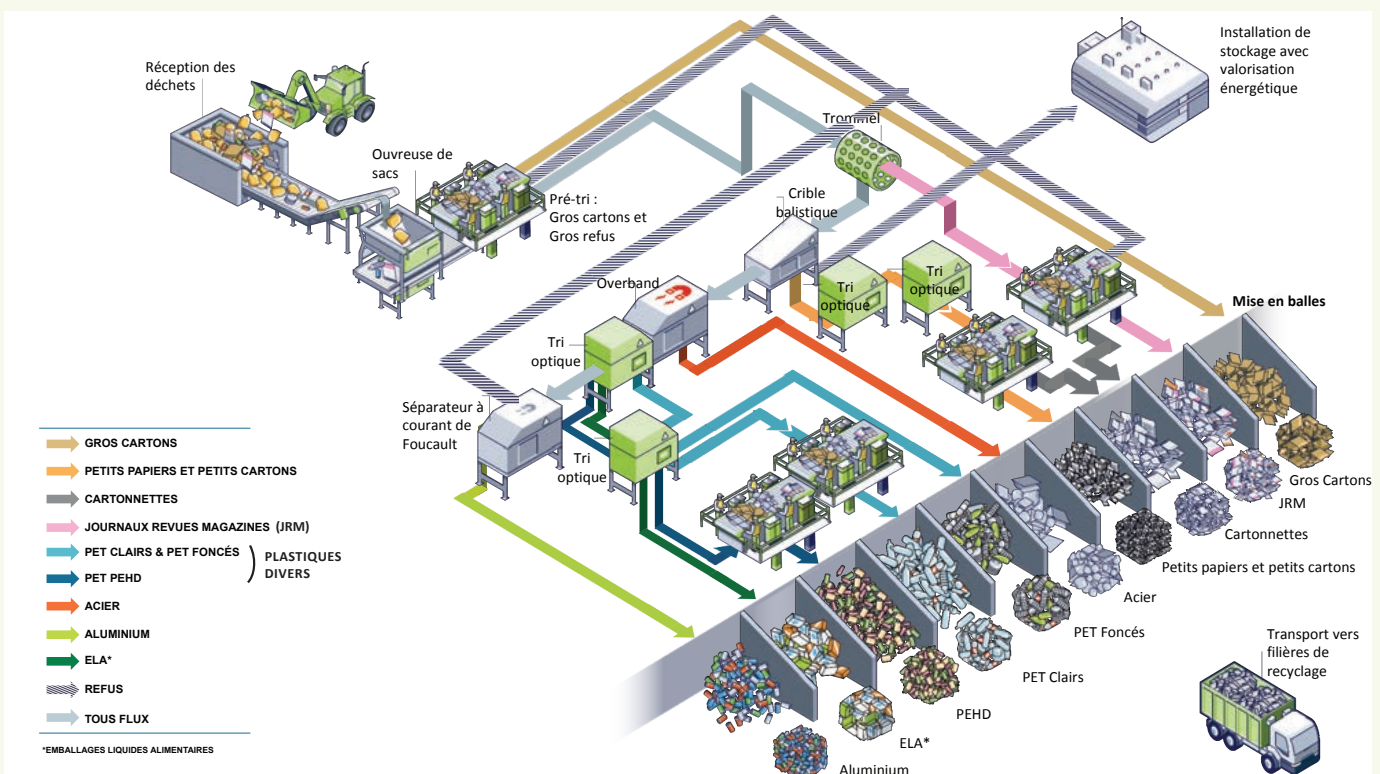 Réception des
déchets
Ouvreuse de
sacs
Pré-tri :
Gros cartons et
Gros refus
Trommel
Crible
balistique
Installation de
stockage avec
valorisation
énergétique
Overband
Tri
optique
Tri
optique
Tri
optique
Mise en balles
Séparateur à
courant de
Foucault
Tri
optique
GROS CARTONS
PETITS PAPIERS ET PETITS CARTONS
CARTONNETTES
JOURNAUX REVUES MAGAZINES (JRM)
PET CLAIRS & PET FONCÉS
PET PEHD
PLASTIQUES
DIVERS
ACIER
ALUMINIUM
ELA*
REFUS
TOUS FLUX
*EMBALLAGES LIQUIDES ALIMENTAIRES
Gros Cartons
JRM
Cartonnettes
Petits papiers et petits cartons
Acier
PET Foncés
PET Clairs
PEHD
ELA*
Aluminium
Transport vers
filières de
recyclage